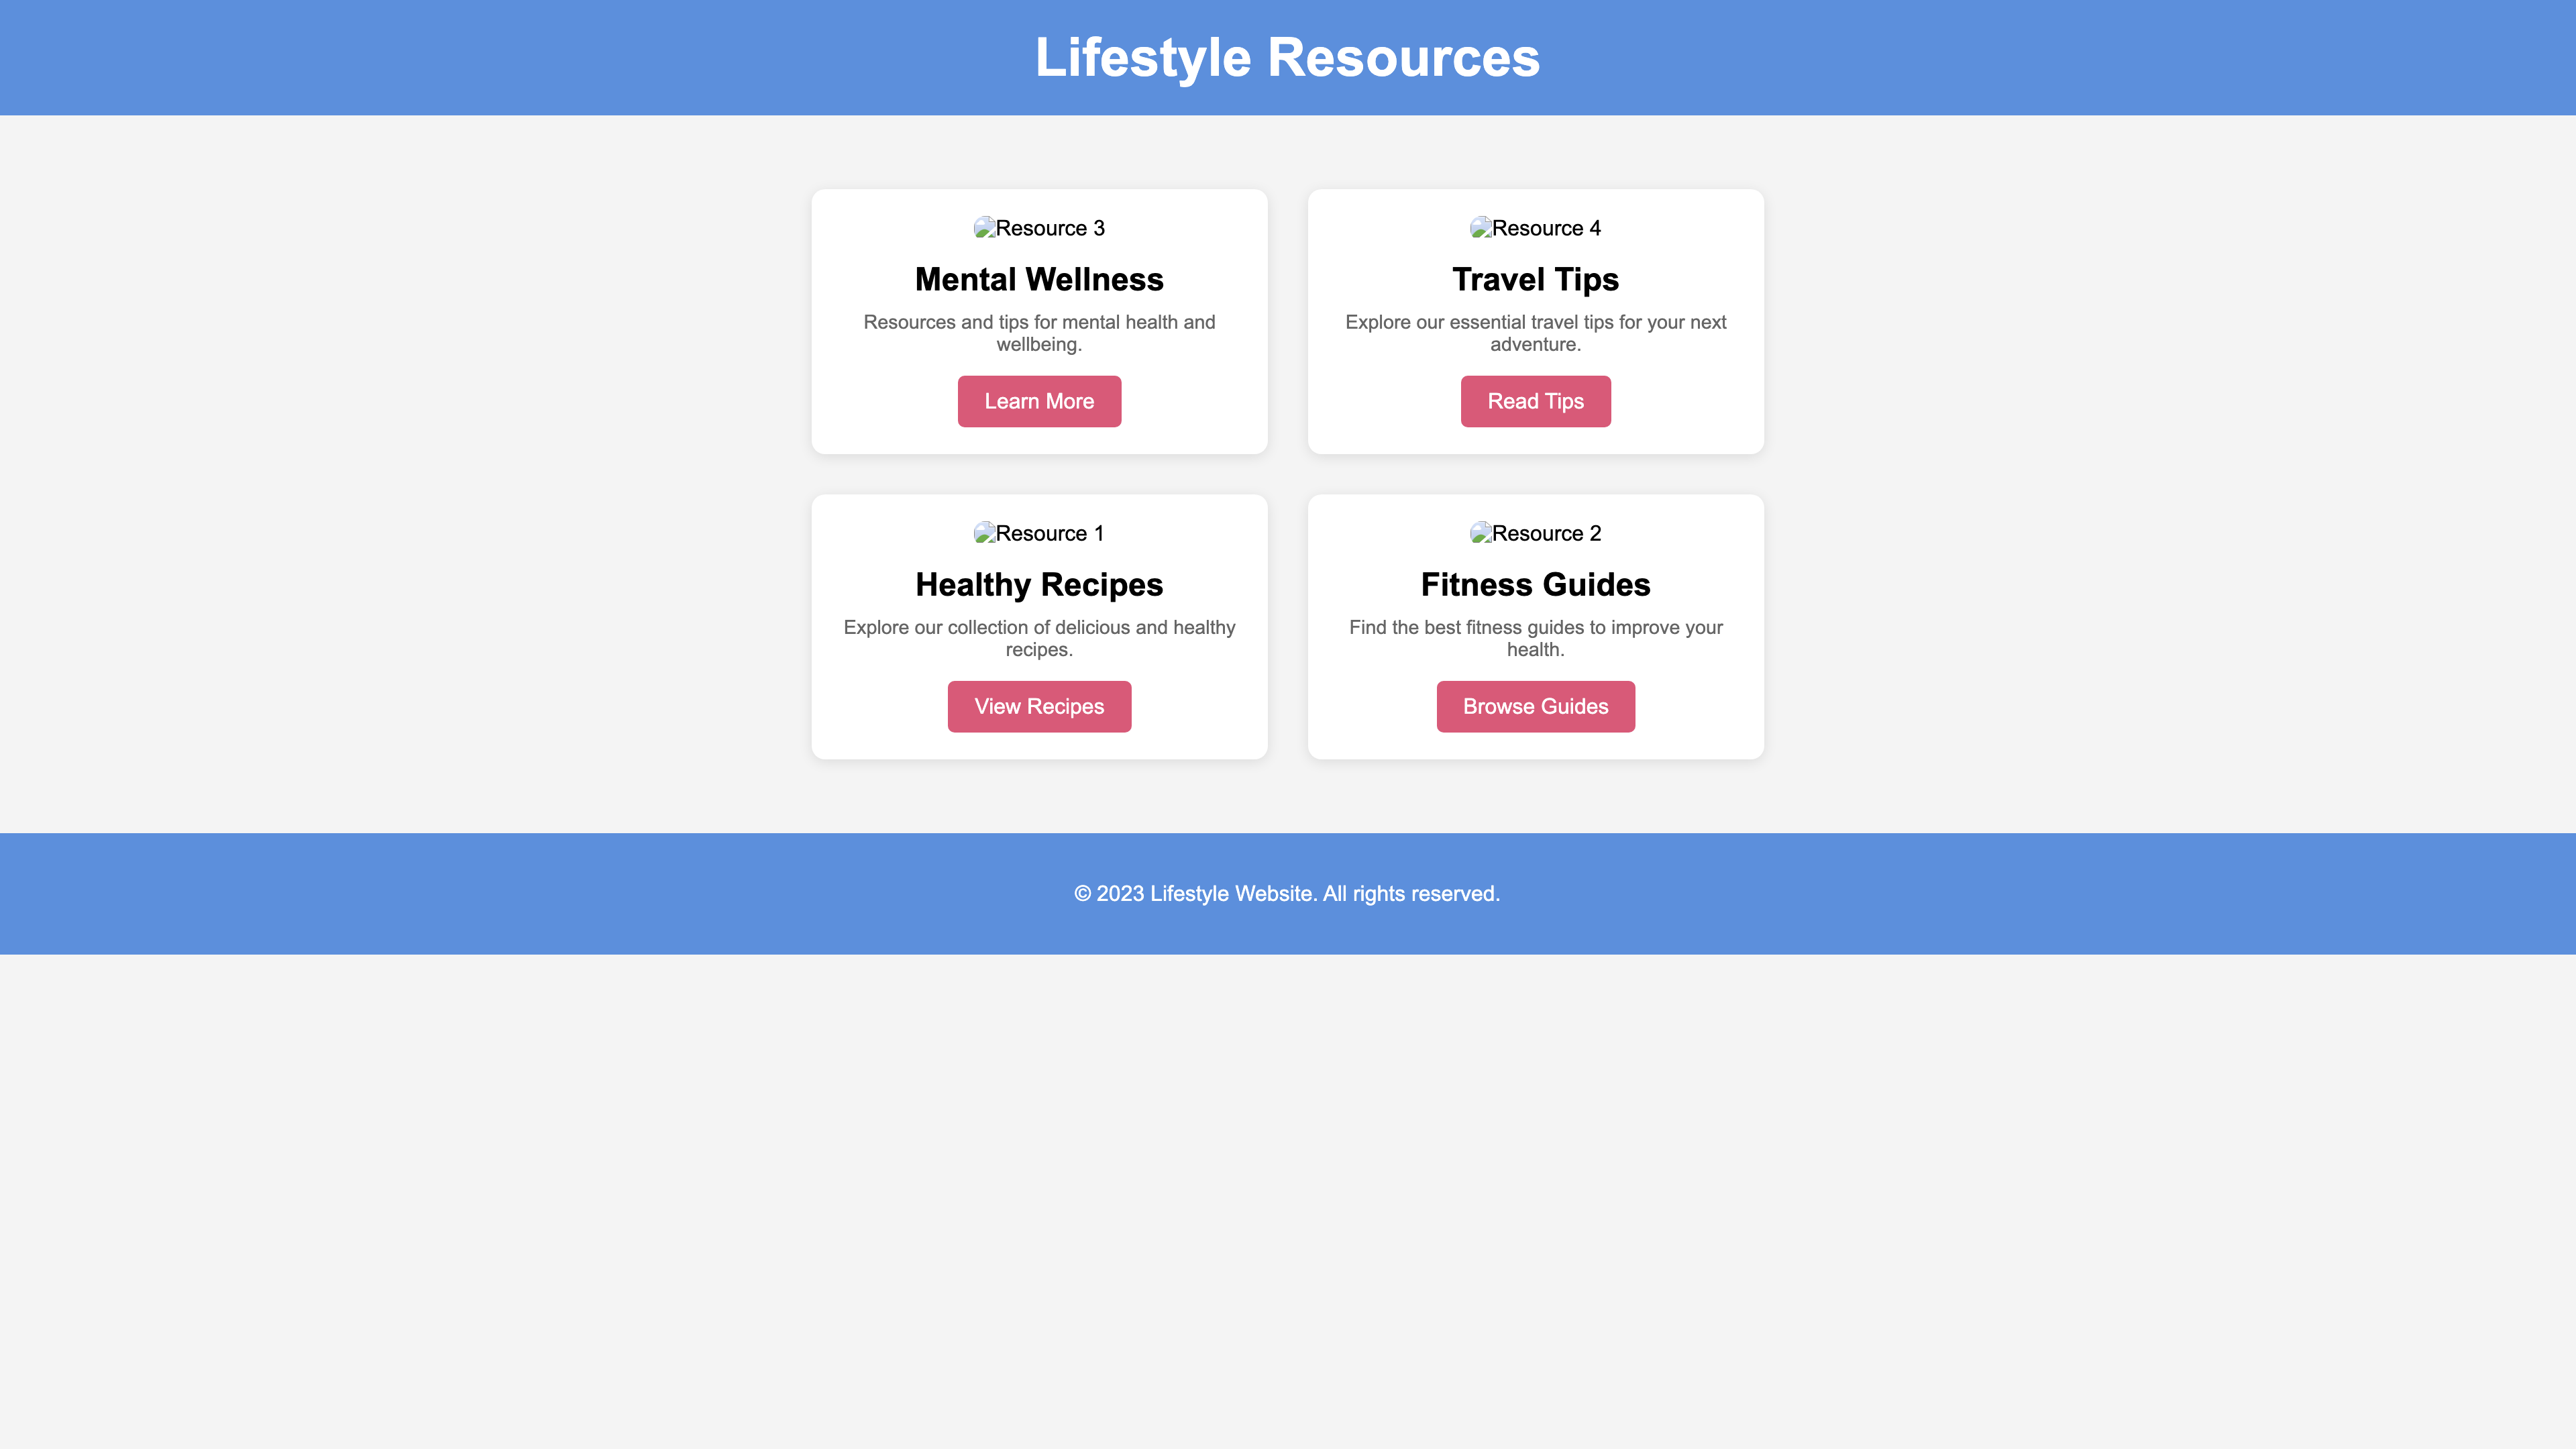 Lifestyle Resources
Resource 3
Mental Wellness
Resources and tips for mental health and
wellbeing.
Learn More
Resource 4
Travel Tips
Explore our essential travel tips for your next
adventure.
Read Tips
Resource 1
Healthy Recipes
Explore our collection of delicious and healthy
recipes.
View Recipes
Resource 2
Fitness Guides
Find the best fitness guides to improve your
health.
Browse Guides
© 2023 Lifestyle Website. All rights reserved.